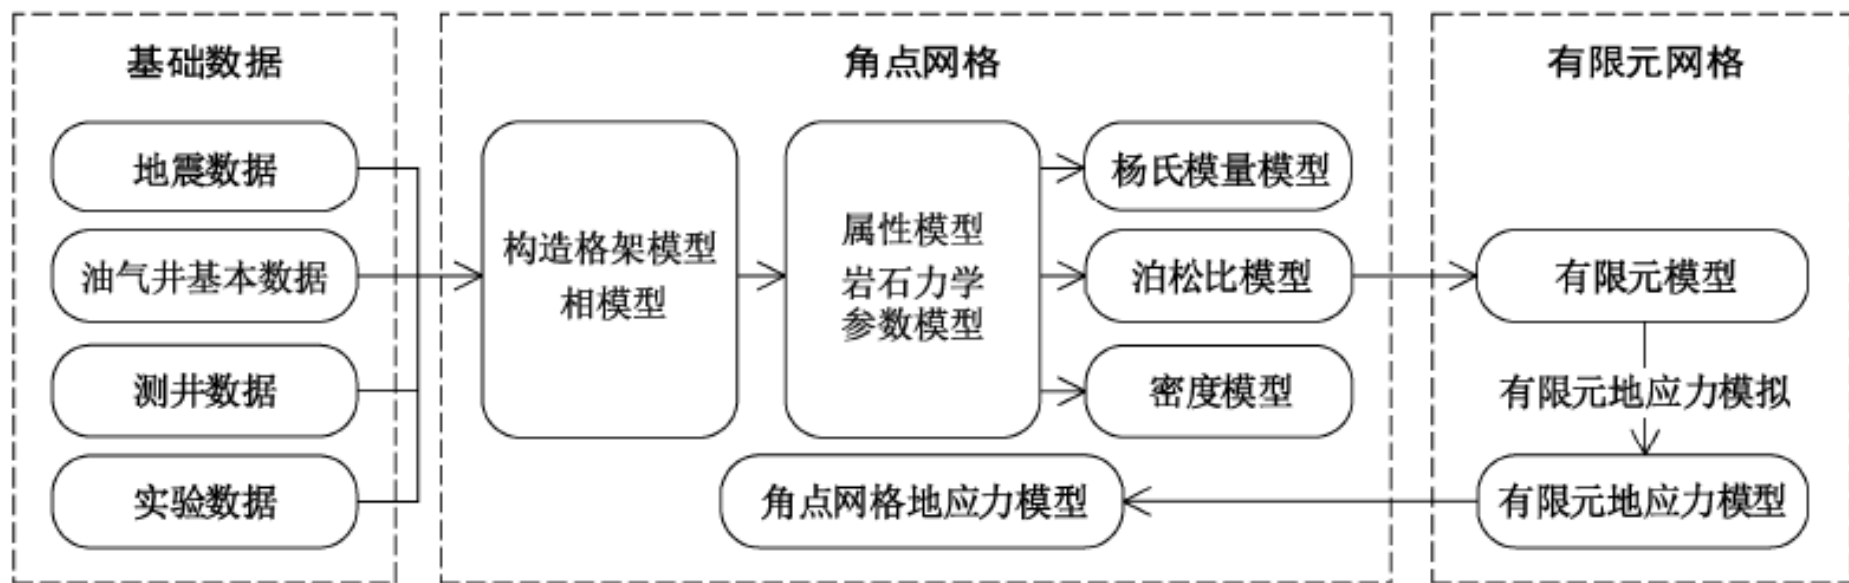 基础数据
地震数据
油气井基本数据
测井数据
实验数据
角点网格
构造格架模型
相模型
属性模型
岩石力学
参数模型
杨氏模量模型
泊松比模型
密度模型
角点网格地应力模型
有限元网格
有限元模型
有限元地应力模拟
有限元地应力模型